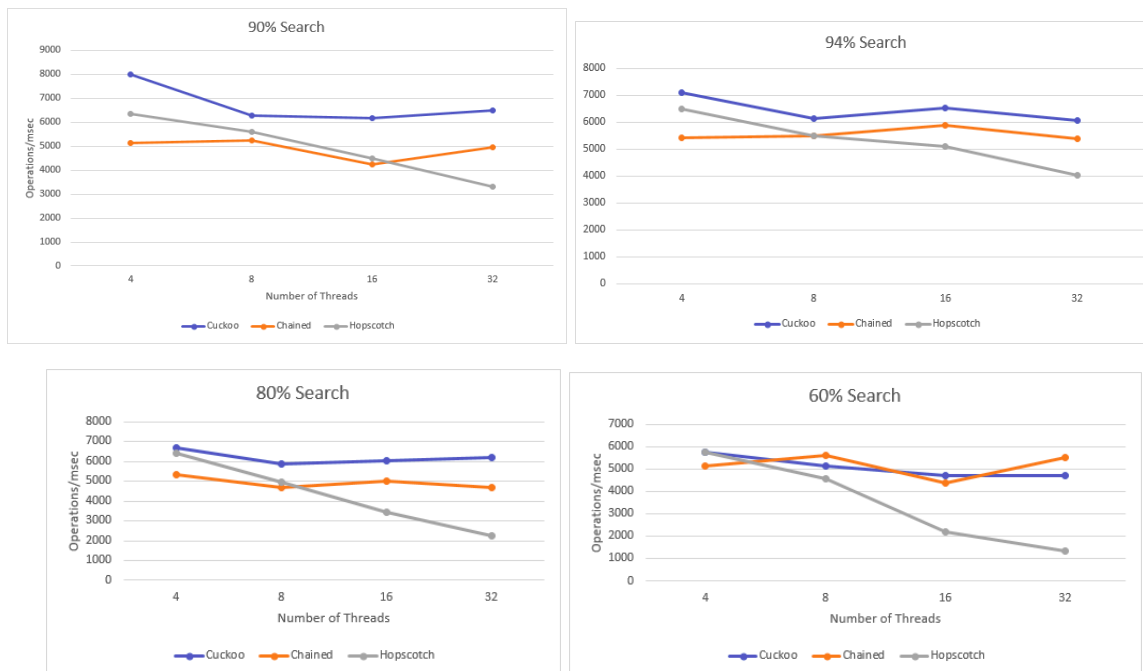 90% Search
9000
8000
7000
6000
5000
4000
3000
2000
1000
0
Operations/msec
4 8 16 32
Number of Threads
Cuckoo Chained Hopscotch
94% Search
8000
7000
6000
5000
4000
3000
2000
1000
0
4 8 16 32
Cuckoo Chained Hopscotch
80% Search
8000
7000
6000
5000
4000
3000
2000
1000
0
Operations/msec
4 8 16 32
Number of Threads
Cuckoo Chained Hopscotch
60% Search
7000
6000
5000
4000
3000
2000
1000
0
Operations/msec
4 8 16 32
Number of Threads
Cuckoo Chained Hopscotch